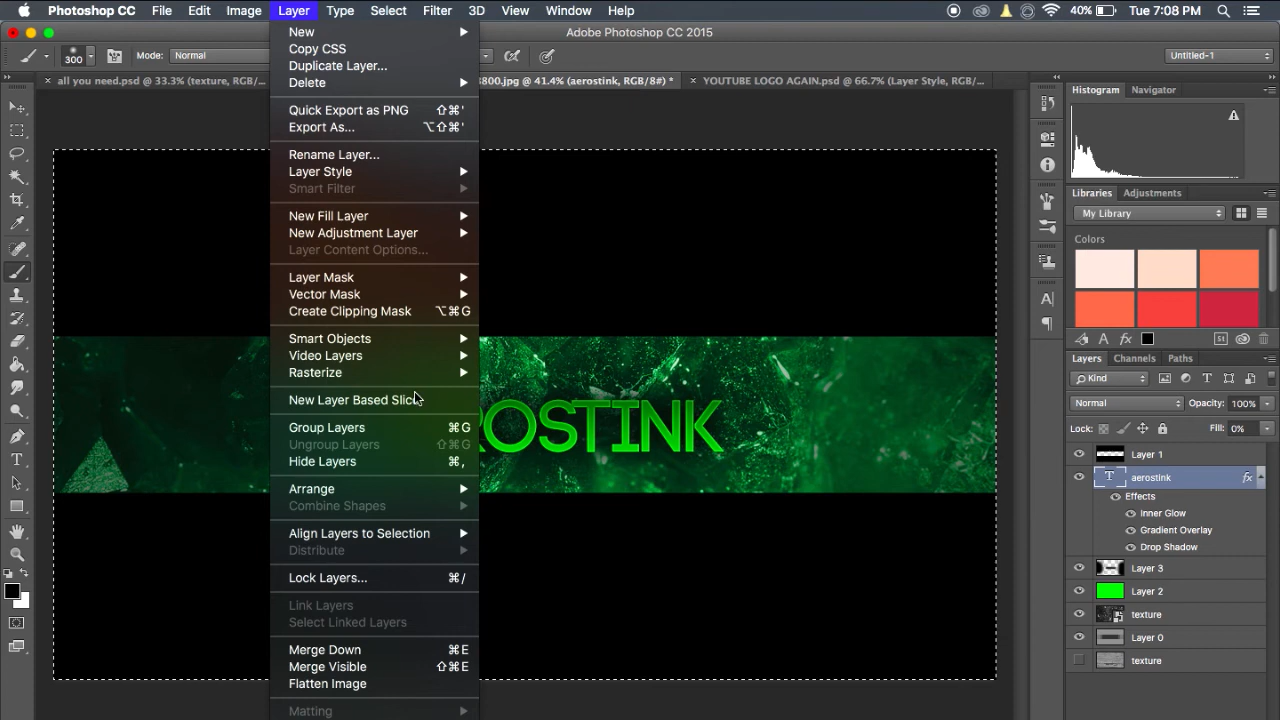 Photoshop CC File Edit Image Layer Type Select Filter 3D View Window Help 40% Tue 7:08 PM
Adobe Photoshop CC 2015
300 Mode: Normal Untitled-1
all you need.psd @ 33.3% (texture, RGB/... 800.jpg @ 41.4% (aerostink, RGB/8#) * YOUTUBE LOGO AGAIN.psd @ 66.7% (Layer Style, RGB/...
New
Copy CSS
Duplicate Layer...
Delete
Quick Export as PNG ⇧⌘'
Export As... ⌥⇧⌘'
Rename Layer...
Layer Style
Smart Filter
New Fill Layer
New Adjustment Layer
Layer Content Options...
Layer Mask
Vector Mask
Create Clipping Mask ⌥⌘G
Smart Objects
Video Layers
Rasterize
New Layer Based Slice
Group Layers ⌘G
Ungroup Layers ⇧⌘G
Hide Layers ⌘,
Arrange
Combine Shapes
Align Layers to Selection
Distribute
Lock Layers... ⌘/
Link Layers
Select Linked Layers
Merge Down ⌘E
Merge Visible ⇧⌘E
Flatten Image
Matting
ROSTINK
Histogram Navigator
Libraries Adjustments
My Library
Colors
fx St
Layers Channels Paths
Kind
Normal Opacity: 100%
Lock: Fill: 0%
Layer 1
T aerostink fx
Effects
Inner Glow
Gradient Overlay
Drop Shadow
Layer 3
Layer 2
texture
Layer 0
texture